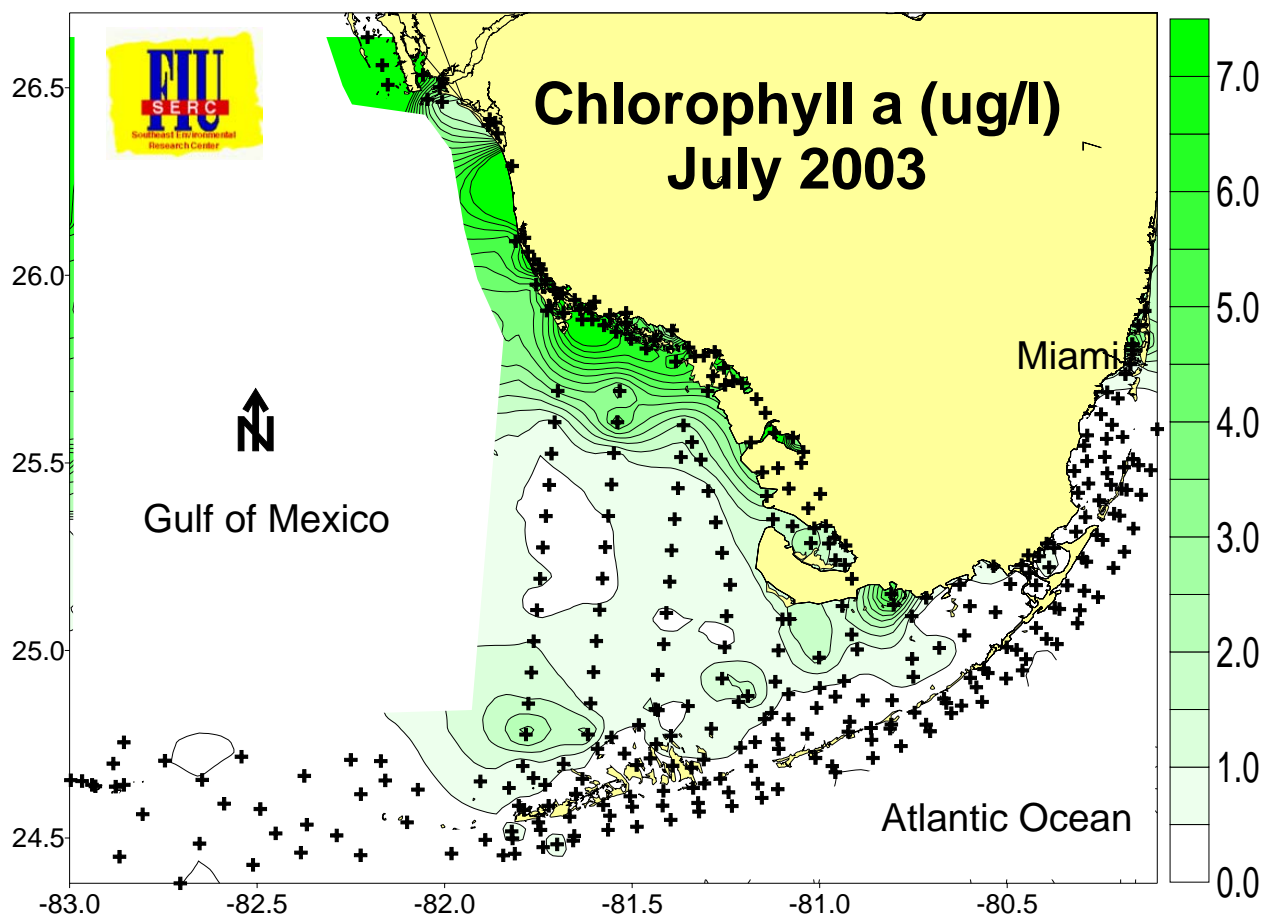 FIU
SERC
Southeast Environmental
Research Center
Chlorophyll a (ug/l)
July 2003
Miami
N
Gulf of Mexico
Atlantic Ocean
26.5
26.0
25.5
25.0
24.5
-83.0
-82.5
-82.0
-81.5
-81.0
-80.5
7.0
6.0
5.0
4.0
3.0
2.0
1.0
0.0